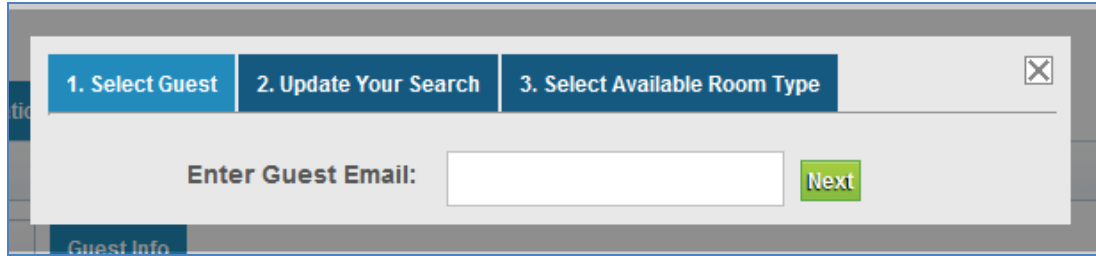 1. Select Guest 2. Update Your Search 3. Select Available Room Type
Enter Guest Email: Next
Guest Info